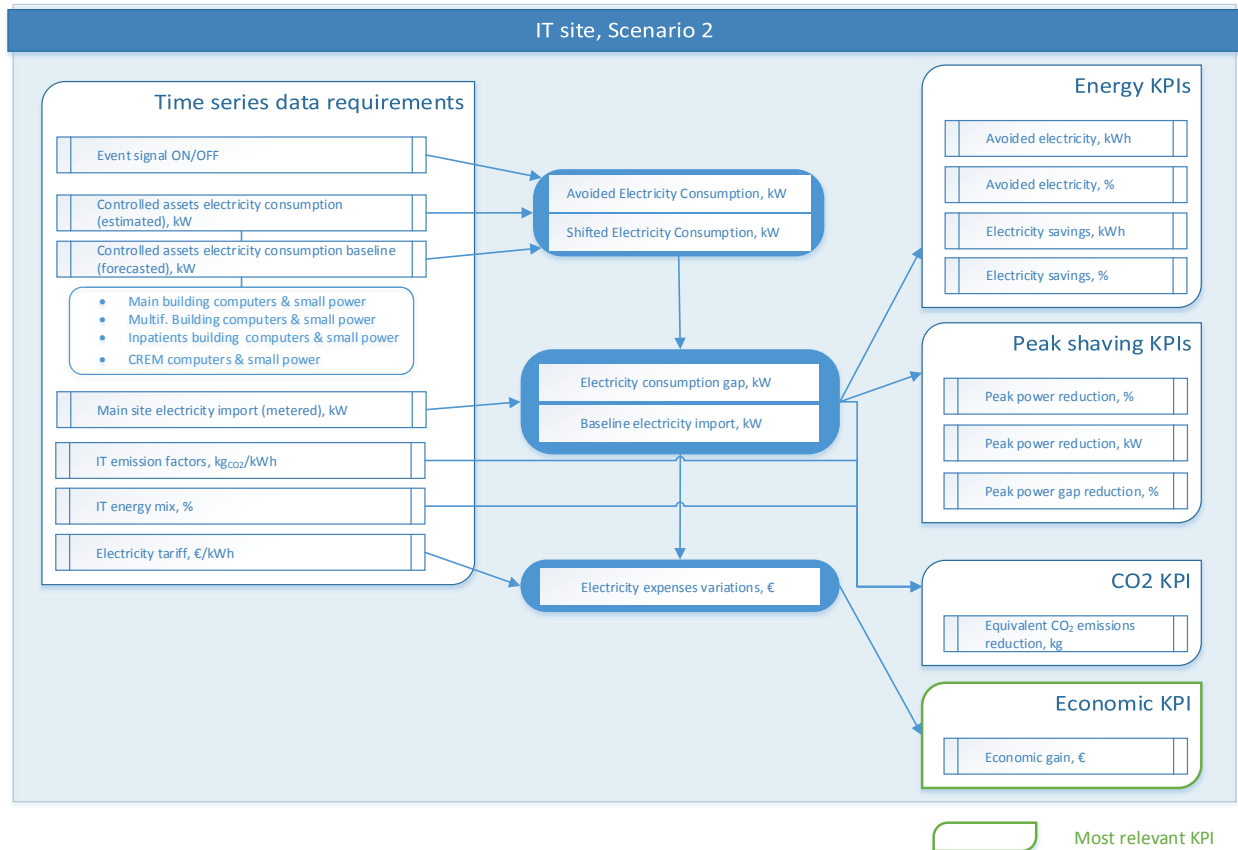 IT site, Scenario 2
Time series data requirements
Event signal ON/OFF
Controlled assets electricity consumption
(estimated), kW
Controlled assets electricity consumption baseline
(forecasted), kW
• Main building computers & small power
• Multif. Building computers & small power
• Inpatients building computers & small power
• CREM computers & small power
Main site electricity import (metered), kW
IT emission factors, kgCO2/kWh
IT energy mix, %
Electricity tariff, €/kWh
Avoided Electricity Consumption, kW
Shifted Electricity Consumption, kW
Electricity consumption gap, kW
Baseline electricity import, kW
Electricity expenses variations, €
Energy KPIs
Avoided electricity, kWh
Avoided electricity, %
Electricity savings, kWh
Electricity savings, %
Peak shaving KPIs
Peak power reduction, %
Peak power reduction, kW
Peak power gap reduction, %
CO2 KPI
Equivalent CO2 emissions
reduction, kg
Economic KPI
Economic gain, €
Most relevant KPI